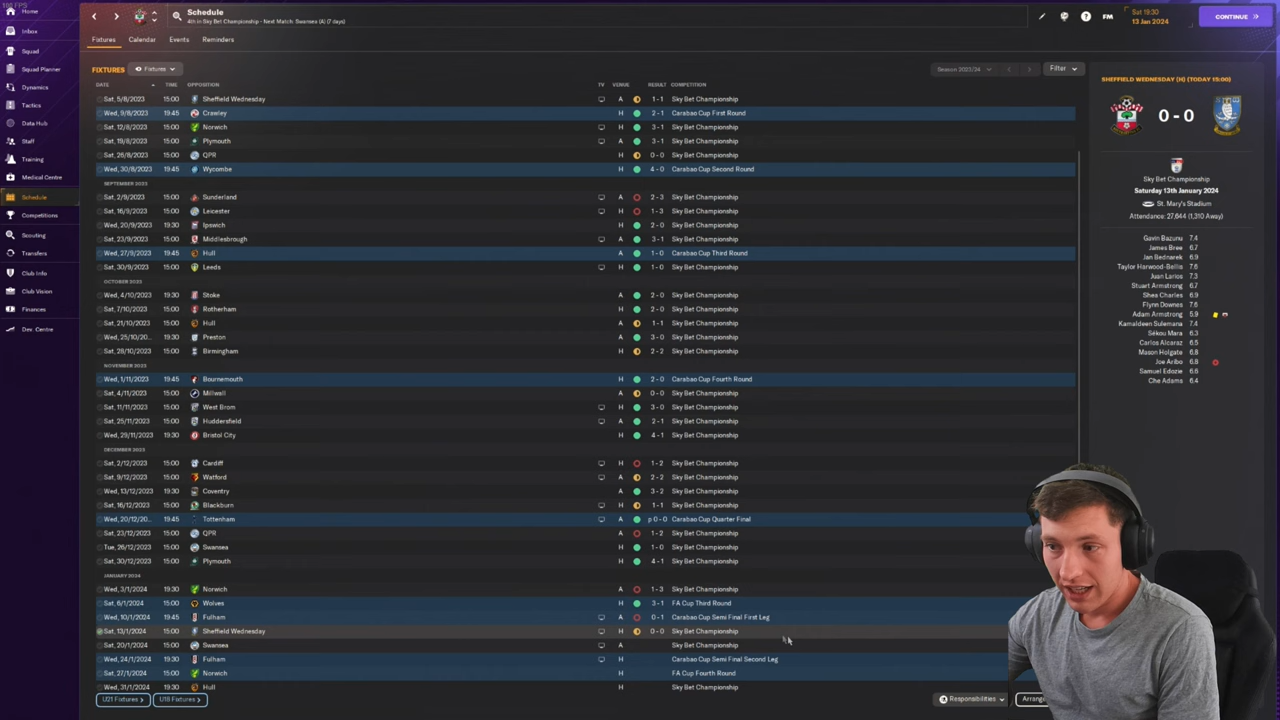 Home
Inbox
Squad
Squad Planner
Dynamics
Tactics
Data Hub
Staff
Training
Medical Centre
Schedule
Competitions
Scouting
Transfers
Club Info
Club Vision
Finances
Dev. Centre
Schedule
4th in Sky Bet Championship - Next Match: Swansea (A) (7 days)
FM
Sat 19:30
13 Jan 2024
CONTINUE
Fixtures Calendar Events Reminders
FIXTURES Fixtures
Season 2023/24 Filter
DATE TIME OPPOSITION TV VENUE RESULT COMPETITION
Sat, 5/8/2023 15:00 Sheffield Wednesday A 1-1 Sky Bet Championship
Wed, 9/8/2023 19:45 Crawley H 2-1 Carabao Cup First Round
Sat, 12/8/2023 15:00 Norwich H 3-1 Sky Bet Championship
Sat, 19/8/2023 15:00 Plymouth A 3-1 Sky Bet Championship
Sat, 26/8/2023 15:00 QPR H 0-0 Sky Bet Championship
Wed, 30/8/2023 19:45 Wycombe H 4-0 Carabao Cup Second Round
SEPTEMBER 2023
Sat, 2/9/2023 15:00 Sunderland A 2-3 Sky Bet Championship
Sat, 16/9/2023 15:00 Leicester H 1-3 Sky Bet Championship
Wed, 20/9/2023 19:30 Ipswich H 2-0 Sky Bet Championship
Sat, 23/9/2023 15:00 Middlesbrough A 3-1 Sky Bet Championship
Wed, 27/9/2023 19:45 Hull A 1-0 Carabao Cup Third Round
Sat, 30/9/2023 15:00 Leeds H 1-0 Sky Bet Championship
OCTOBER 2023
Wed, 4/10/2023 19:30 Stoke A 2-0 Sky Bet Championship
Sat, 7/10/2023 15:00 Rotherham H 2-0 Sky Bet Championship
Sat, 21/10/2023 15:00 Hull A 1-1 Sky Bet Championship
Wed, 25/10/20... 19:30 Preston A 3-0 Sky Bet Championship
Sat, 28/10/2023 15:00 Birmingham H 2-2 Sky Bet Championship
NOVEMBER 2023
Wed, 1/11/2023 19:45 Bournemouth H 2-0 Carabao Cup Fourth Round
Sat, 4/11/2023 15:00 Millwall A 0-0 Sky Bet Championship
Sat, 11/11/2023 15:00 West Brom H 3-0 Sky Bet Championship
Sat, 25/11/2023 15:00 Huddersfield A 2-1 Sky Bet Championship
Wed, 29/11/2023 19:30 Bristol City H 4-1 Sky Bet Championship
DECEMBER 2023
Sat, 2/12/2023 15:00 Cardiff H 1-2 Sky Bet Championship
Sat, 9/12/2023 15:00 Watford A 2-2 Sky Bet Championship
Wed, 13/12/2023 19:30 Coventry A 3-2 Sky Bet Championship
Sat, 16/12/2023 15:00 Blackburn H 1-1 Sky Bet Championship
Wed, 20/12/20... 19:45 Tottenham A p 0-0 Carabao Cup Quarter Final
Sat, 23/12/2023 15:00 QPR A 1-2 Sky Bet Championship
Tue, 26/12/2023 15:00 Swansea H 1-0 Sky Bet Championship
Sat, 30/12/2023 15:00 Plymouth H 4-1 Sky Bet Championship
JANUARY 2024
Wed, 3/1/2024 19:30 Norwich A 1-3 Sky Bet Championship
Sat, 6/1/2024 15:00 Wolves H 3-1 FA Cup Third Round
Wed, 10/1/2024 19:45 Fulham A 0-1 Carabao Cup Semi Final First Leg
Sat, 13/1/2024 15:00 Sheffield Wednesday H 0-0 Sky Bet Championship
Sat, 20/1/2024 15:00 Swansea A Sky Bet Championship
Wed, 24/1/2024 19:30 Fulham H Carabao Cup Semi Final Second Leg
Sat, 27/1/2024 15:00 Norwich H FA Cup Fourth Round
Wed, 31/1/2024 19:30 Hull H Sky Bet Championship
U21 Fixtures > U18 Fixtures >
Responsibilities
Arrang
SHEFFIELD WEDNESDAY (H) (TODAY 15:00)
0 - 0
Sky Bet Championship
Saturday 13th January 2024
St. Mary's Stadium
Attendance: 27,644 (1,310 Away)
Gavin Bazunu 7.4
James Bree 6.7
Jan Bednarek 6.9
Taylor Harwood-Bellis 7.6
Juan Larios 7.3
Stuart Armstrong 6.7
Shea Charles 6.9
Flynn Downes 7.6
Adam Armstrong 5.9
Kamaldeen Sulemana 7.4
Sékou Mara 6.3
Carlos Alcaraz 6.5
Mason Holgate 6.8
Joe Aribo 6.8
Samuel Edozie 6.6
Che Adams 6.4